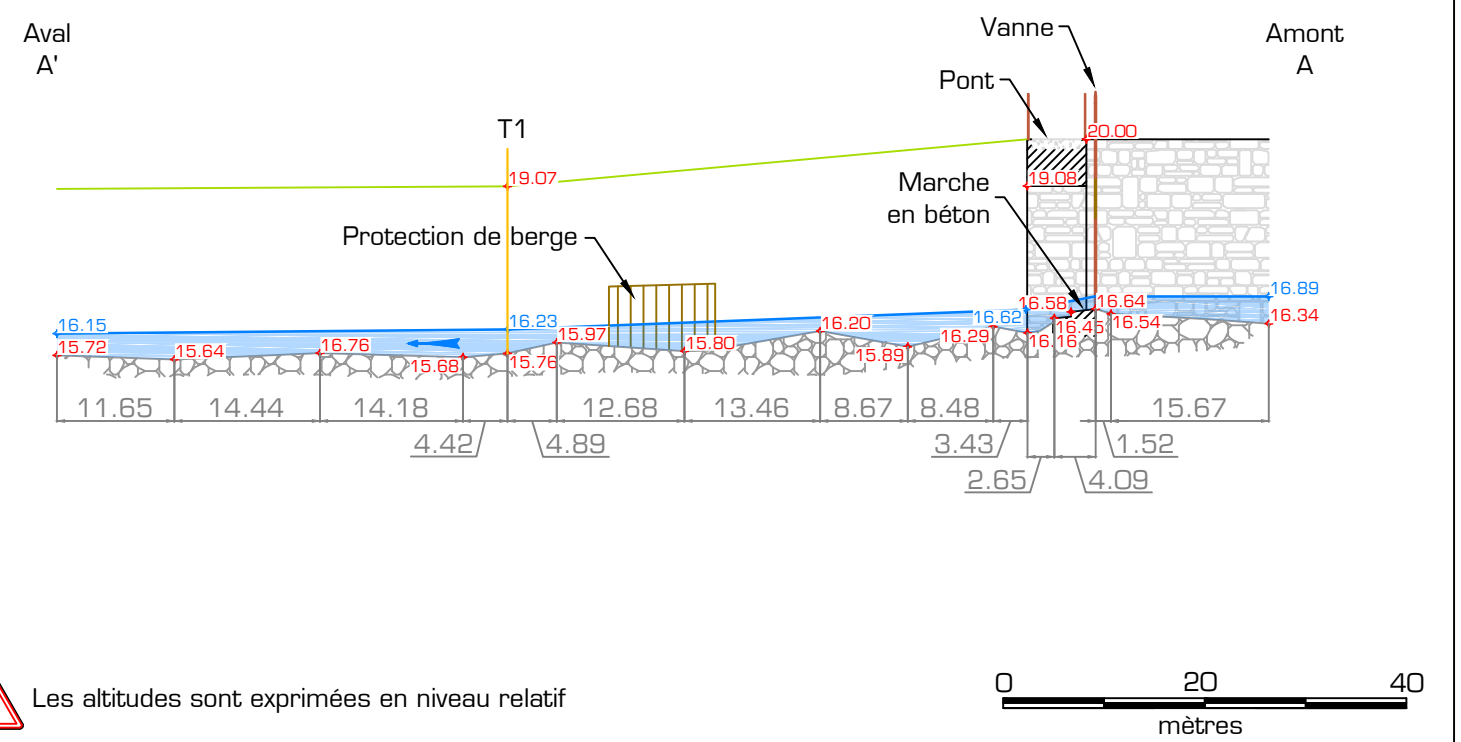 Aval
A'
Vanne
Amont
A
Pont
T1
20.00
19.07
19.08
Marche
en béton
Protection de berge
16.89
16.58
16.64
16.15
16.23
16.62
16.34
15.72
15.64
16.76
15.68
15.76
15.97
15.80
16.20
15.89
16.29
16.16
16.45
16.54
11.65
14.44
14.18
12.68
13.46
8.67
8.48
15.67
4.42
4.89
3.43
1.52
2.65
4.09
Les altitudes sont exprimées en niveau relatif
0 20 40
mètres